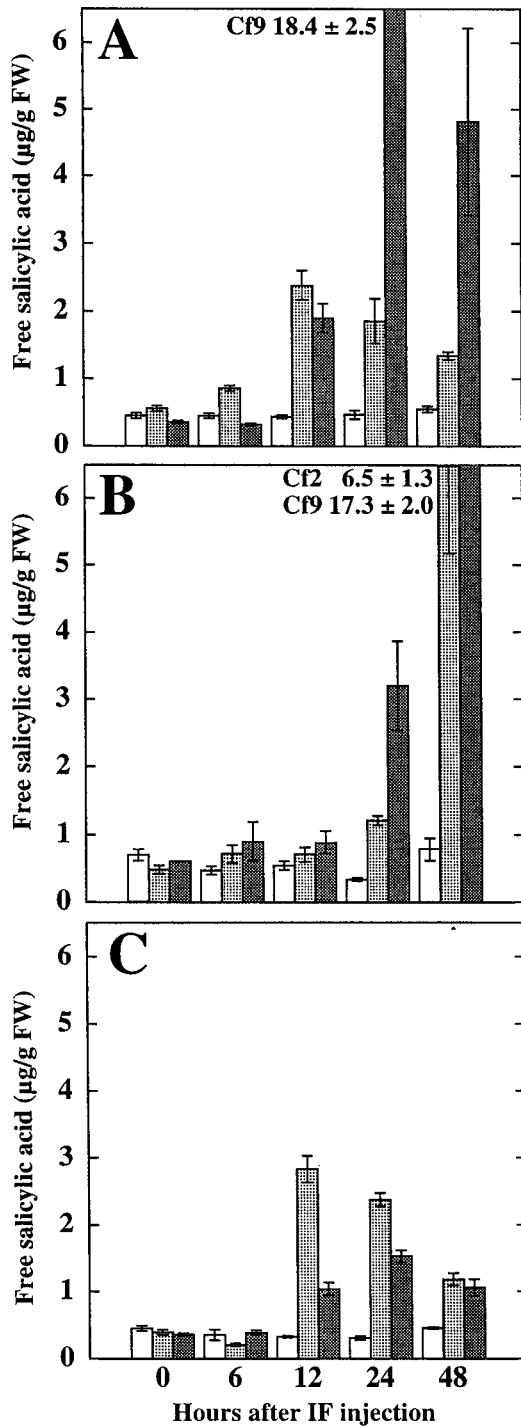 A
Cf9 18.4 ± 2.5
Free salicylic acid (µg/g FW)
6
5
4
3
2
1
0
B
Cf2 6.5 ± 1.3
Cf9 17.3 ± 2.0
Free salicylic acid (µg/g FW)
6
5
4
3
2
1
0
C
Free salicylic acid (µg/g FW)
6
5
4
3
2
1
0
0 6 12 24 48
Hours after IF injection